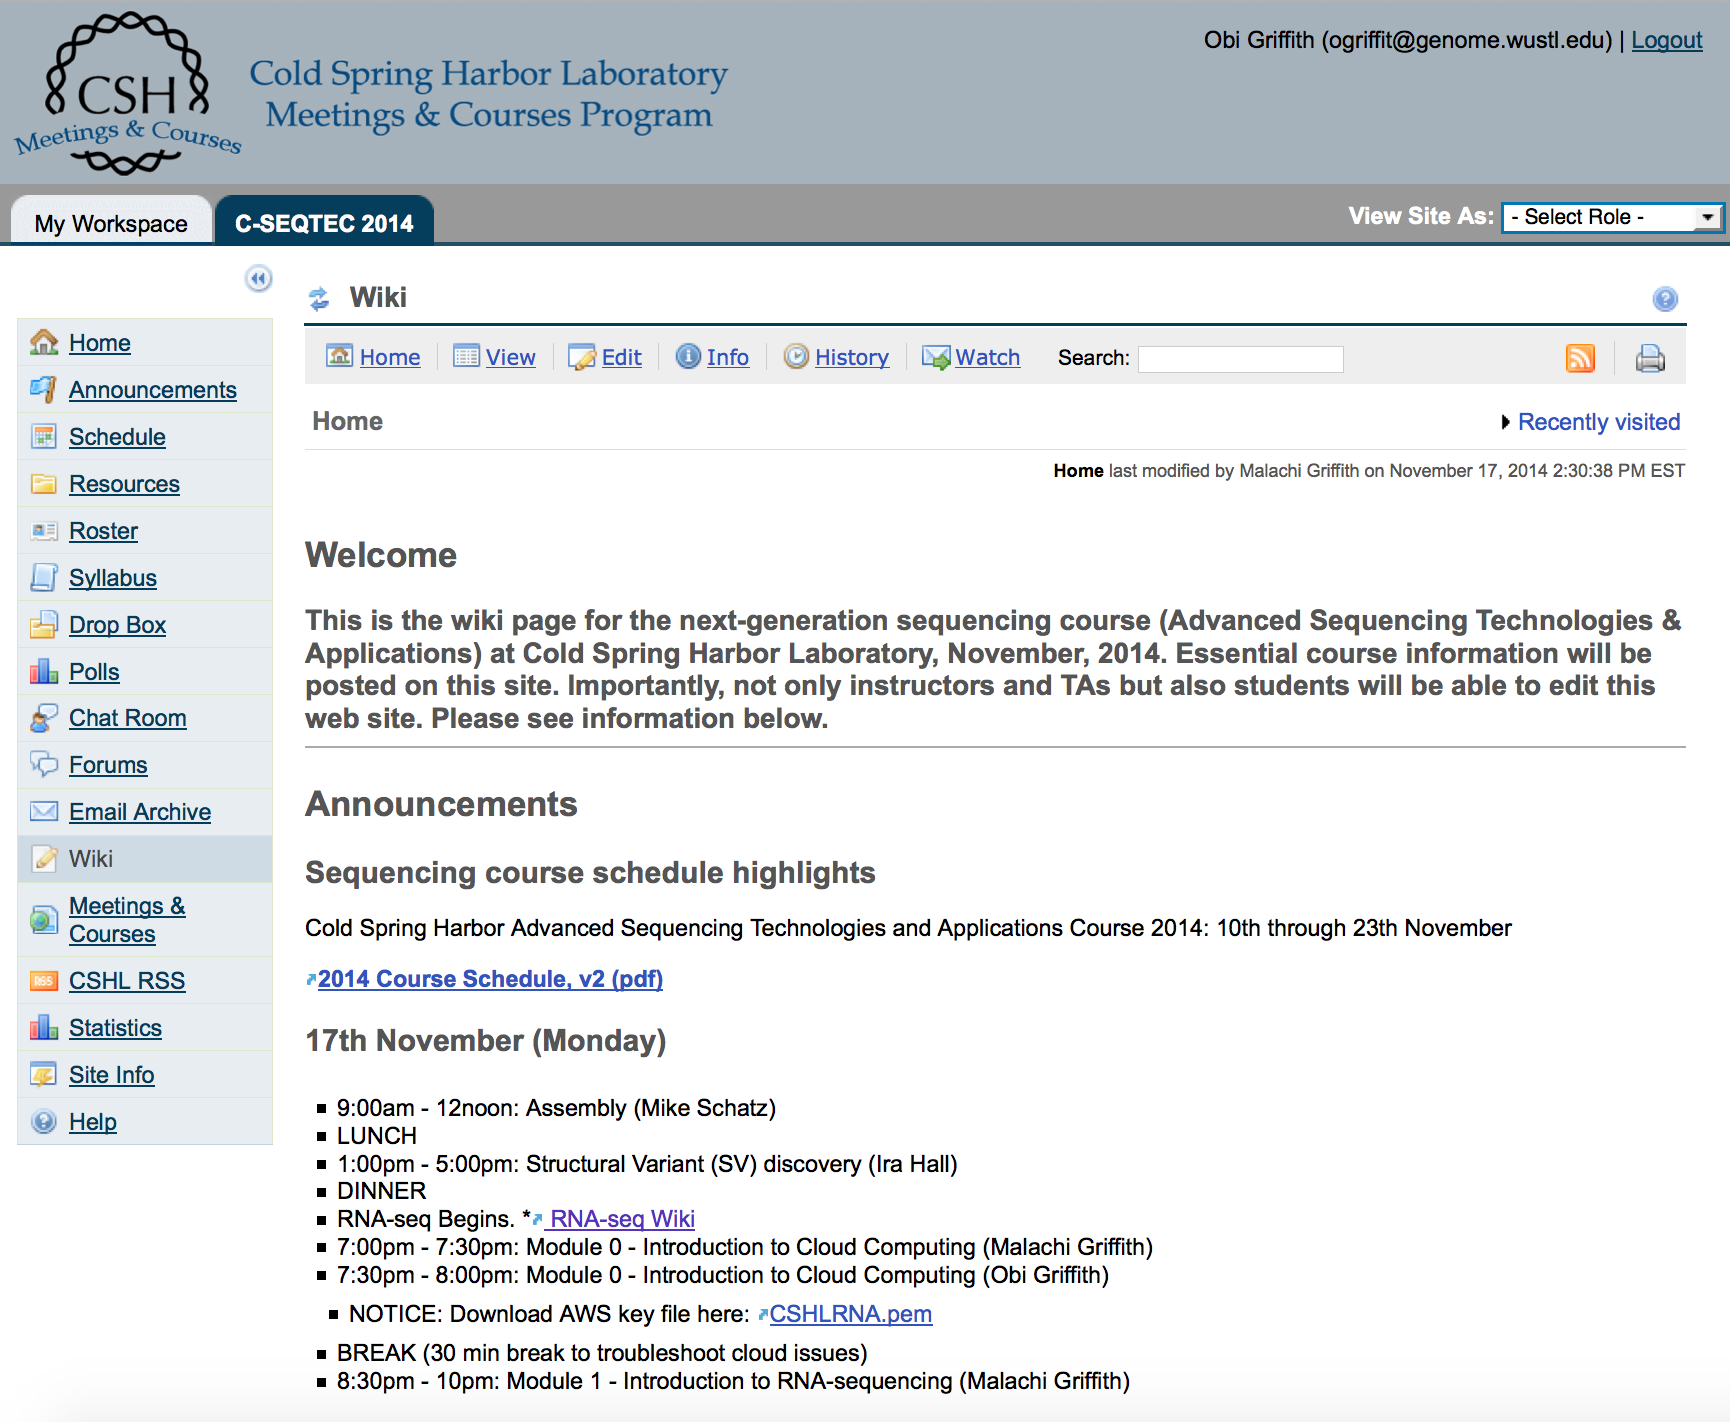 CSH
Meetings & Courses
Cold Spring Harbor Laboratory
Meetings & Courses Program
Obi Griffith (ogriffit@genome.wustl.edu) | Logout
My Workspace
C-SEQTEC 2014
View Site As: - Select Role -
Home
Announcements
Schedule
Resources
Roster
Syllabus
Drop Box
Polls
Chat Room
Forums
Email Archive
Wiki
Meetings &
Courses
RSS CSHL RSS
Statistics
Site Info
Help
Wiki
?
Home View Edit Info History Watch Search:
Home
Recently visited
Home last modified by Malachi Griffith on November 17, 2014 2:30:38 PM EST
Welcome
This is the wiki page for the next-generation sequencing course (Advanced Sequencing Technologies &
Applications) at Cold Spring Harbor Laboratory, November, 2014. Essential course information will be
posted on this site. Importantly, not only instructors and TAs but also students will be able to edit this
web site. Please see information below.
Announcements
Sequencing course schedule highlights
Cold Spring Harbor Advanced Sequencing Technologies and Applications Course 2014: 10th through 23th November
2014 Course Schedule, v2 (pdf)
17th November (Monday)
9:00am - 12noon: Assembly (Mike Schatz)
LUNCH
1:00pm - 5:00pm: Structural Variant (SV) discovery (Ira Hall)
DINNER
RNA-seq Begins. * RNA-seq Wiki
7:00pm - 7:30pm: Module 0 - Introduction to Cloud Computing (Malachi Griffith)
7:30pm - 8:00pm: Module 0 - Introduction to Cloud Computing (Obi Griffith)
NOTICE: Download AWS key file here: CSHLRNA.pem
BREAK (30 min break to troubleshoot cloud issues)
8:30pm - 10pm: Module 1 - Introduction to RNA-sequencing (Malachi Griffith)